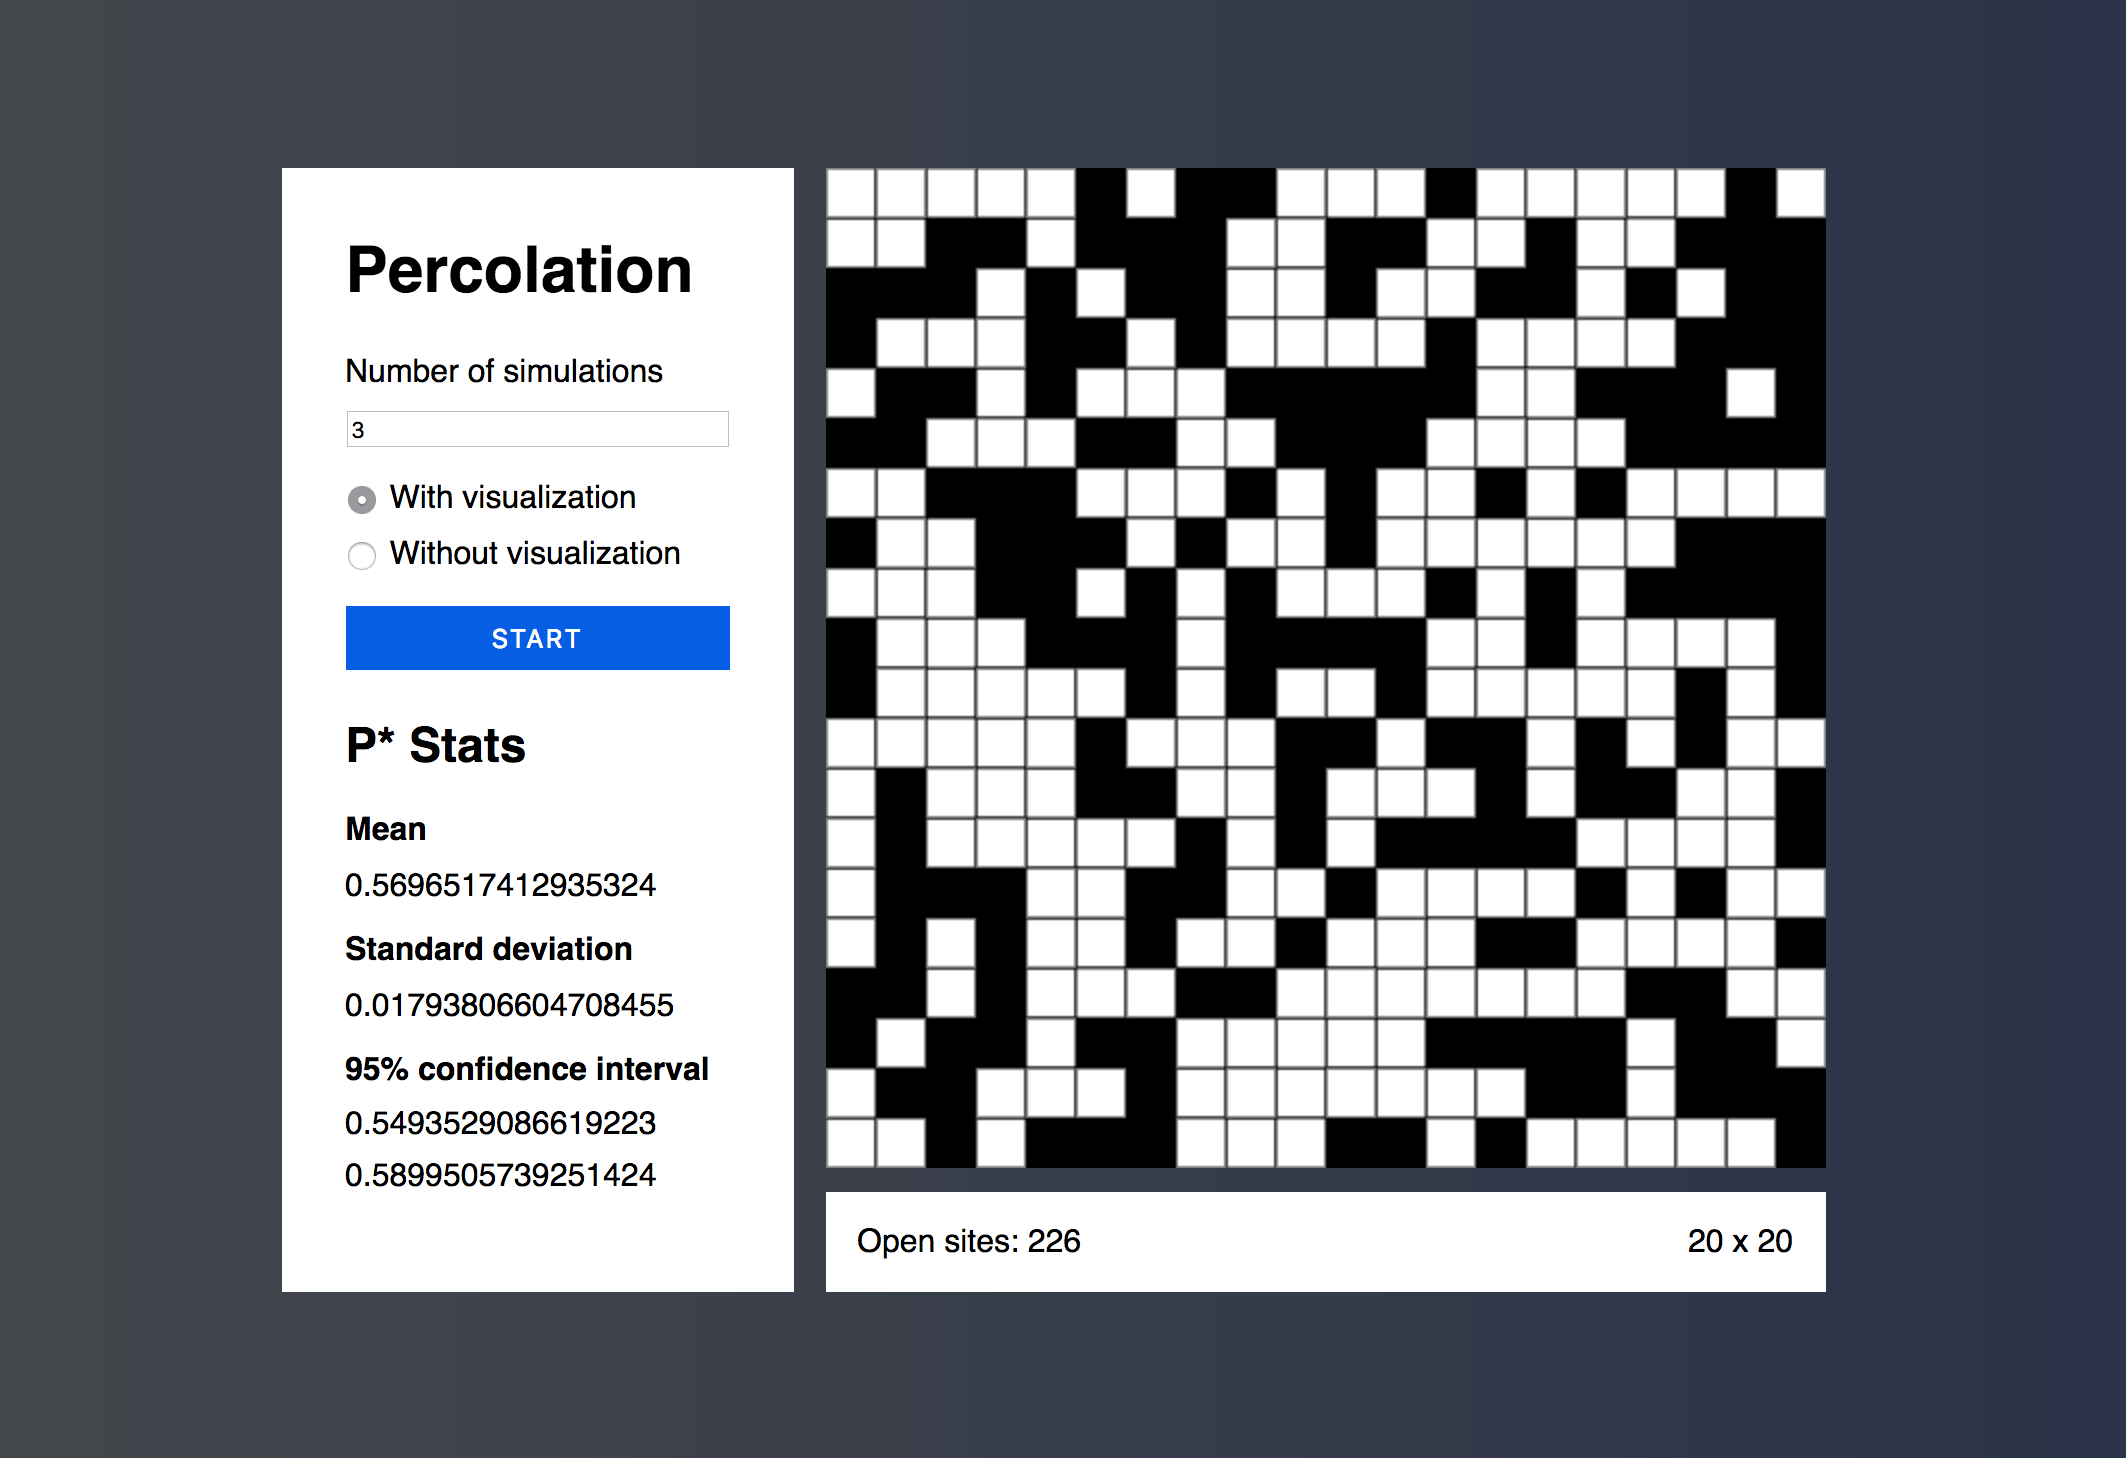 Percolation
Number of simulations
3
With visualization
Without visualization
START
P* Stats
Mean
0.5696517412935324
Standard deviation
0.01793806604708455
95% confidence interval
0.5493529086619223
0.5899505739251424
Open sites: 226
20 x 20